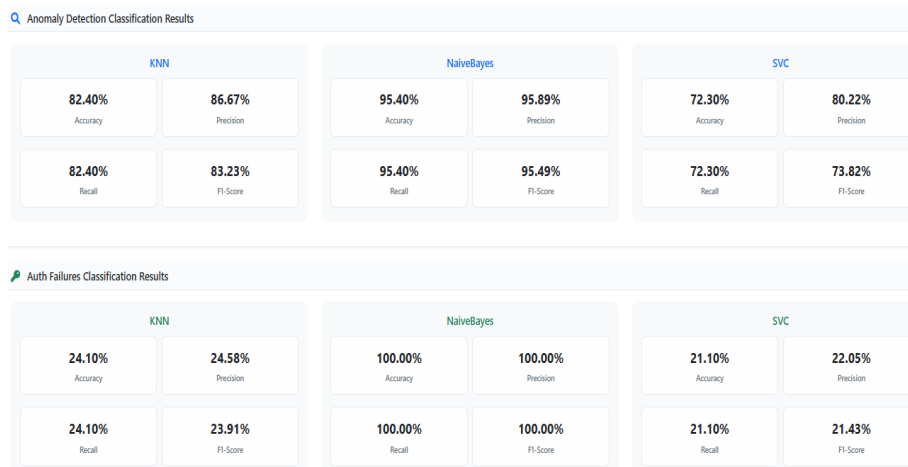 Anomaly Detection Classification Results
KNN NaiveBayes SVC
82.40% 86.67% 95.40% 95.89% 72.30% 80.22%
Accuracy Precision Accuracy Precision Accuracy Precision
82.40% 83.23% 95.40% 95.49% 72.30% 73.82%
Recall F1-Score Recall F1-Score Recall F1-Score
Auth Failures Classification Results
KNN NaiveBayes SVC
24.10% 24.58% 100.00% 100.00% 21.10% 22.05%
Accuracy Precision Accuracy Precision Accuracy Precision
24.10% 23.91% 100.00% 100.00% 21.10% 21.43%
Recall F1-Score Recall F1-Score Recall F1-Score